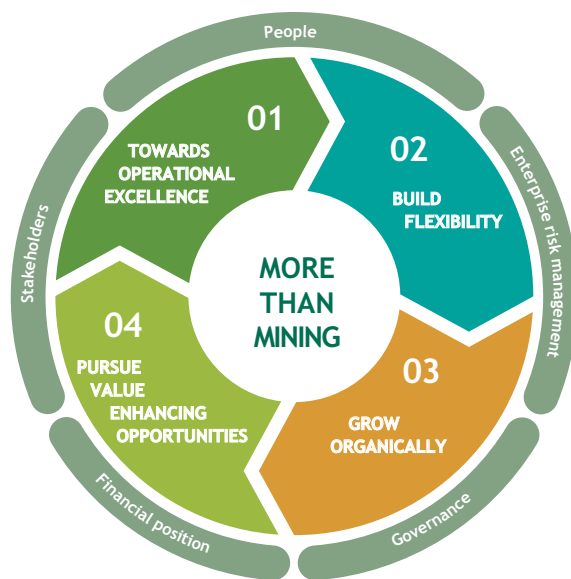 People
01
TOWARDS
OPERATIONAL
EXCELLENCE
02
BUILD
FLEXIBILITY
Enterprise risk management
Stakeholders
MORE
THAN
MINING
04
PURSUE
VALUE
ENHANCING
OPPORTUNITIES
03
GROW
ORGANICALLY
Financial position
Governance